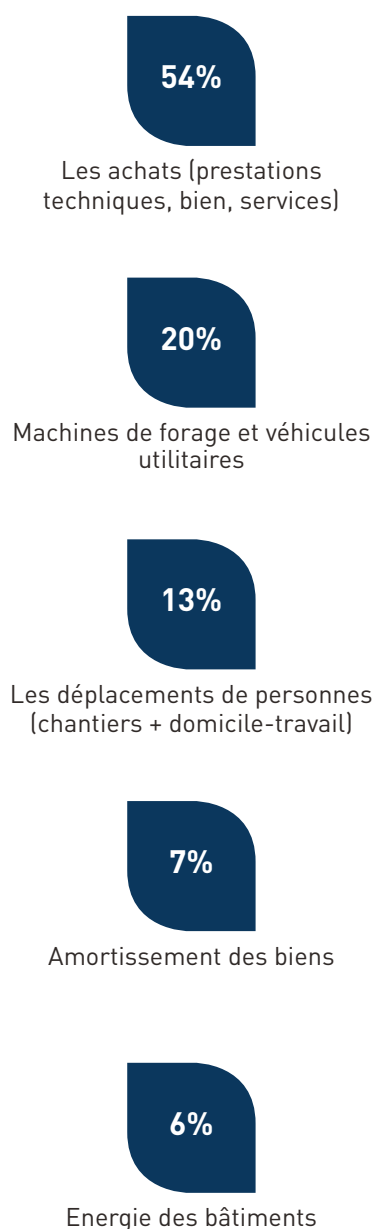 54%
Les achats (prestations
techniques, bien, services)
20%
Machines de forage et véhicules
utilitaires
13%
Les déplacements de personnes
(chantiers + domicile-travail)
7%
Amortissement des biens
6%
Energie des bâtiments